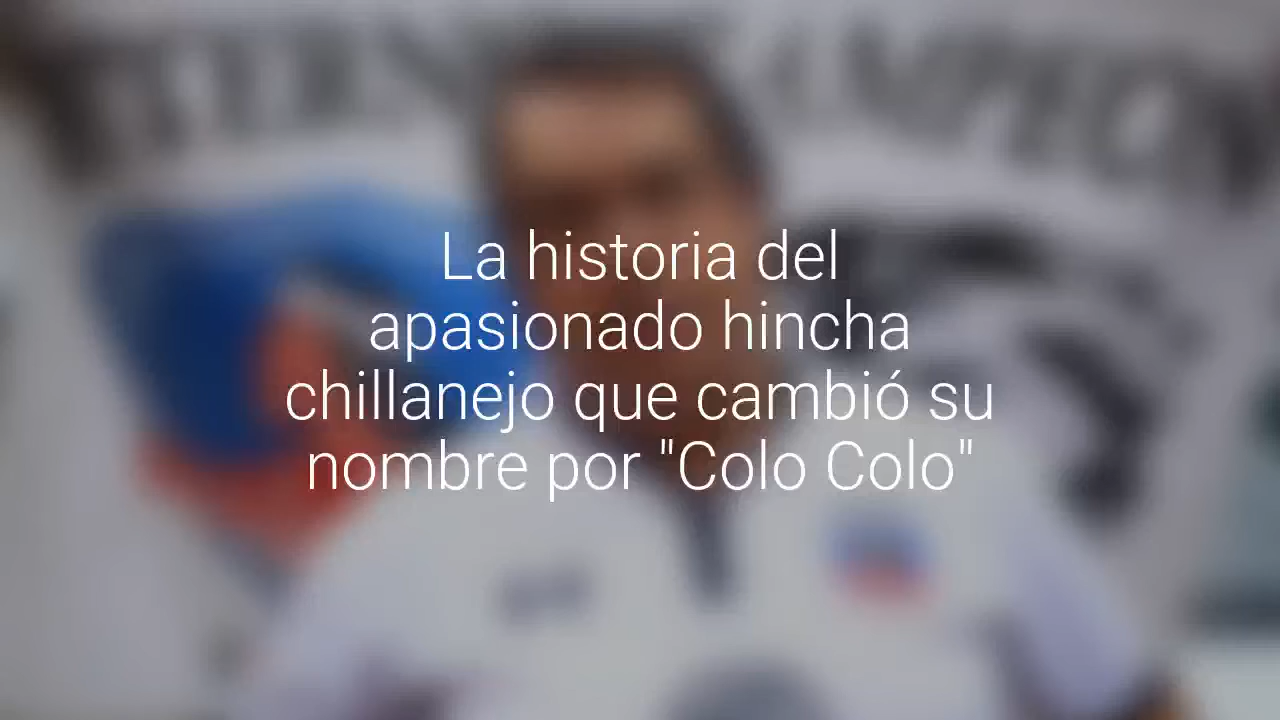 La historia del
apasionado hincha
chillanejo que cambió su
nombre por "Colo Colo"